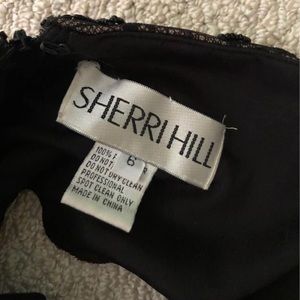 SHERRI HILL
6
100%
DO NOT
DO NOT DRY CLEAN
PROFESSIONAL
SPOT CLEAN ONLY
MADE IN CHINA